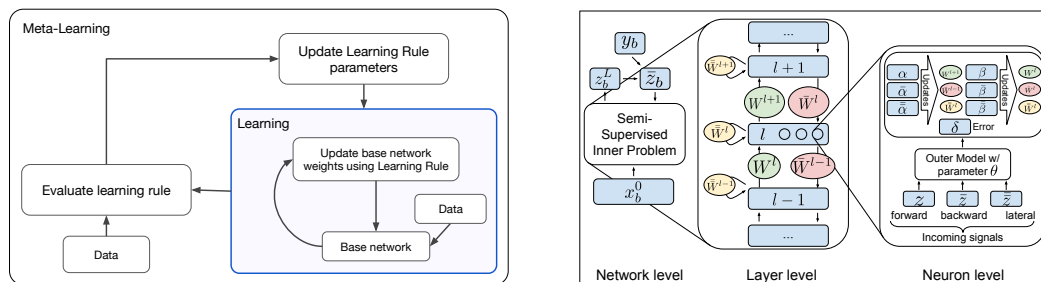 Meta-Learning
Update Learning Rule
parameters
Learning
Update base network
weights using Learning Rule
Evaluate learning rule
Data
Data
Base network
y_b
z_b^L
z̄_b
Semi-
Supervised
Inner Problem
x_b^0
Network level
...
l + 1
W̿^{l+1}
W^{l+1}
W̄^l
l
W̿^l
W^l
W̄^{l−1}
W̿^{l−1}
l − 1
...
Layer level
α
ᾱ
α̿
Updates
W^{l+1}
W̄^{l−1}
W̿^l
β
β̄
β̿
Updates
W^l
W̄^l
W̿^l
δ Error
Outer Model w/
parameter θ
z
z̄
z̿
forward backward lateral
Incoming signals
Neuron level